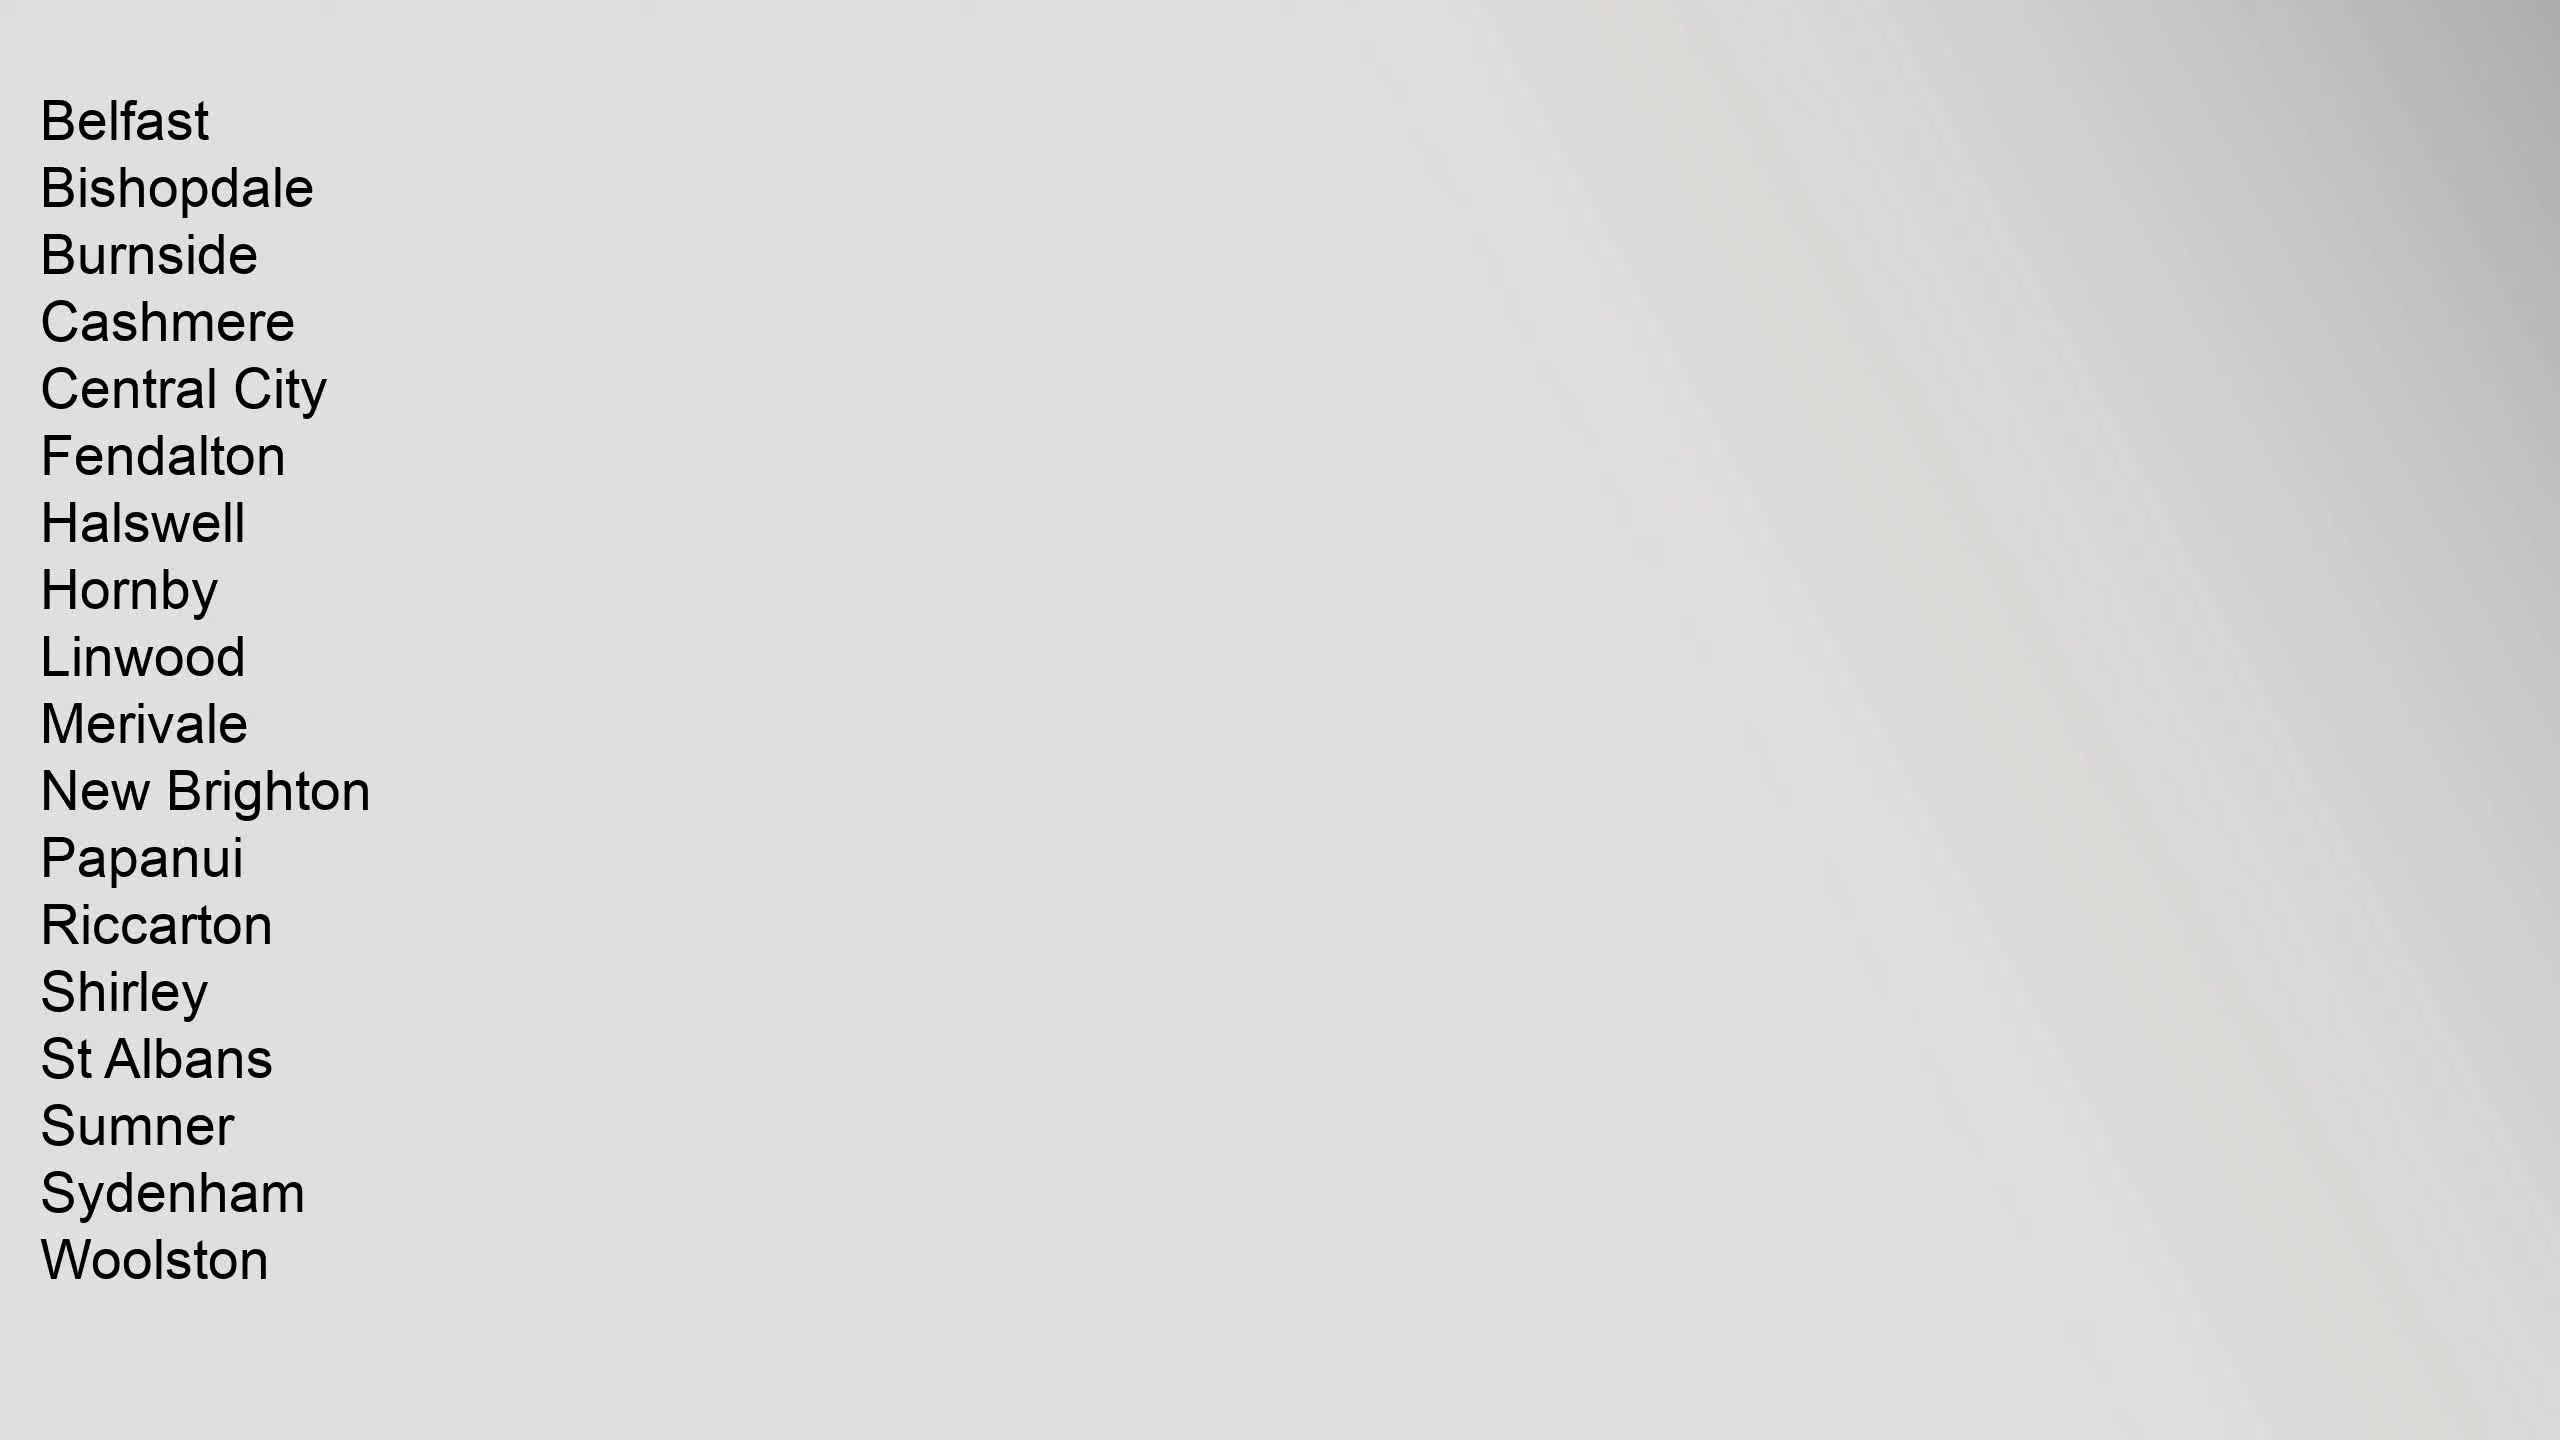 Belfast
Bishopdale
Burnside
Cashmere
Central City
Fendalton
Halswell
Hornby
Linwood
Merivale
New Brighton
Papanui
Riccarton
Shirley
St Albans
Sumner
Sydenham
Woolston